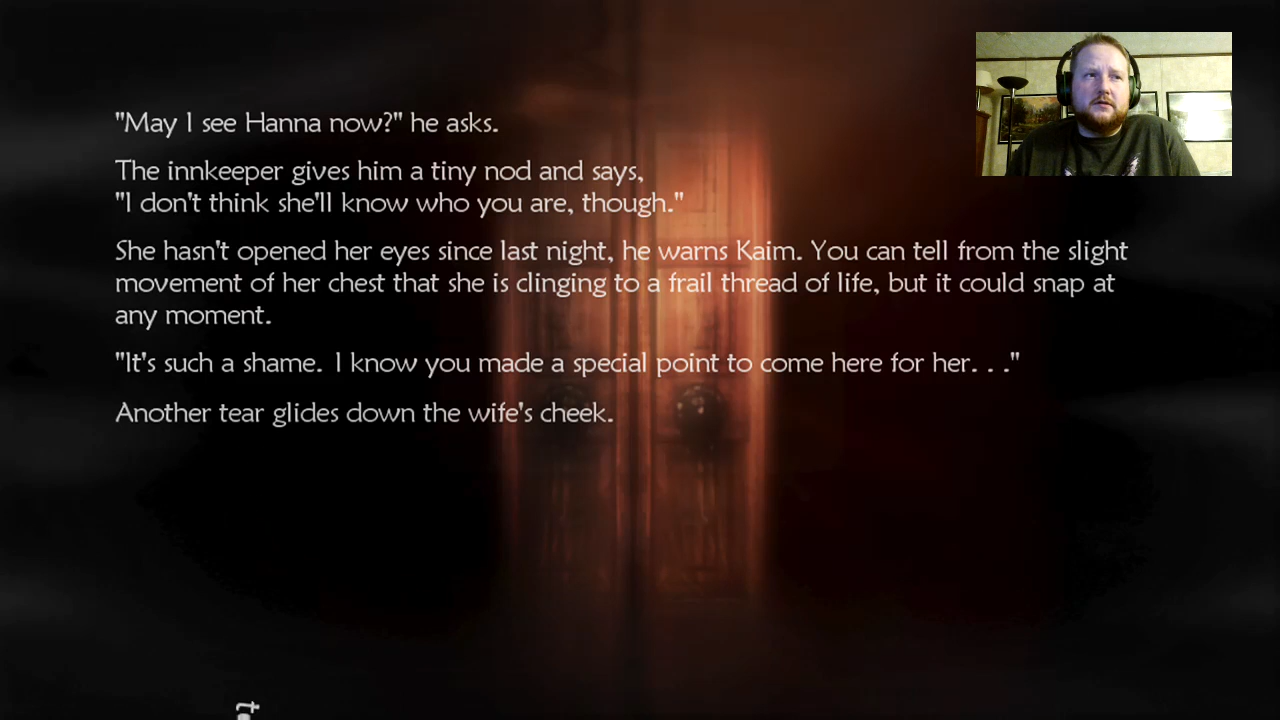 "May I see Hanna now?" he asks.
The innkeeper gives him a tiny nod and says,
"I don't think she'll know who you are, though."
She hasn't opened her eyes since last night, he warns Kaim. You can tell from the slight
movement of her chest that she is clinging to a frail thread of life, but it could snap at
any moment.
"It's such a shame. I know you made a special point to come here for her. . ."
Another tear glides down the wife's cheek.